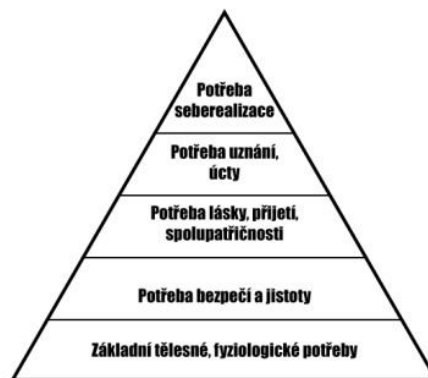 Potřeba
seberealizace
Potřeba uznání,
úcty
Potřeba lásky, přijetí,
spolupatřičnosti
Potřeba bezpečí a jistoty
Základní tělesné, fyziologické potřeby